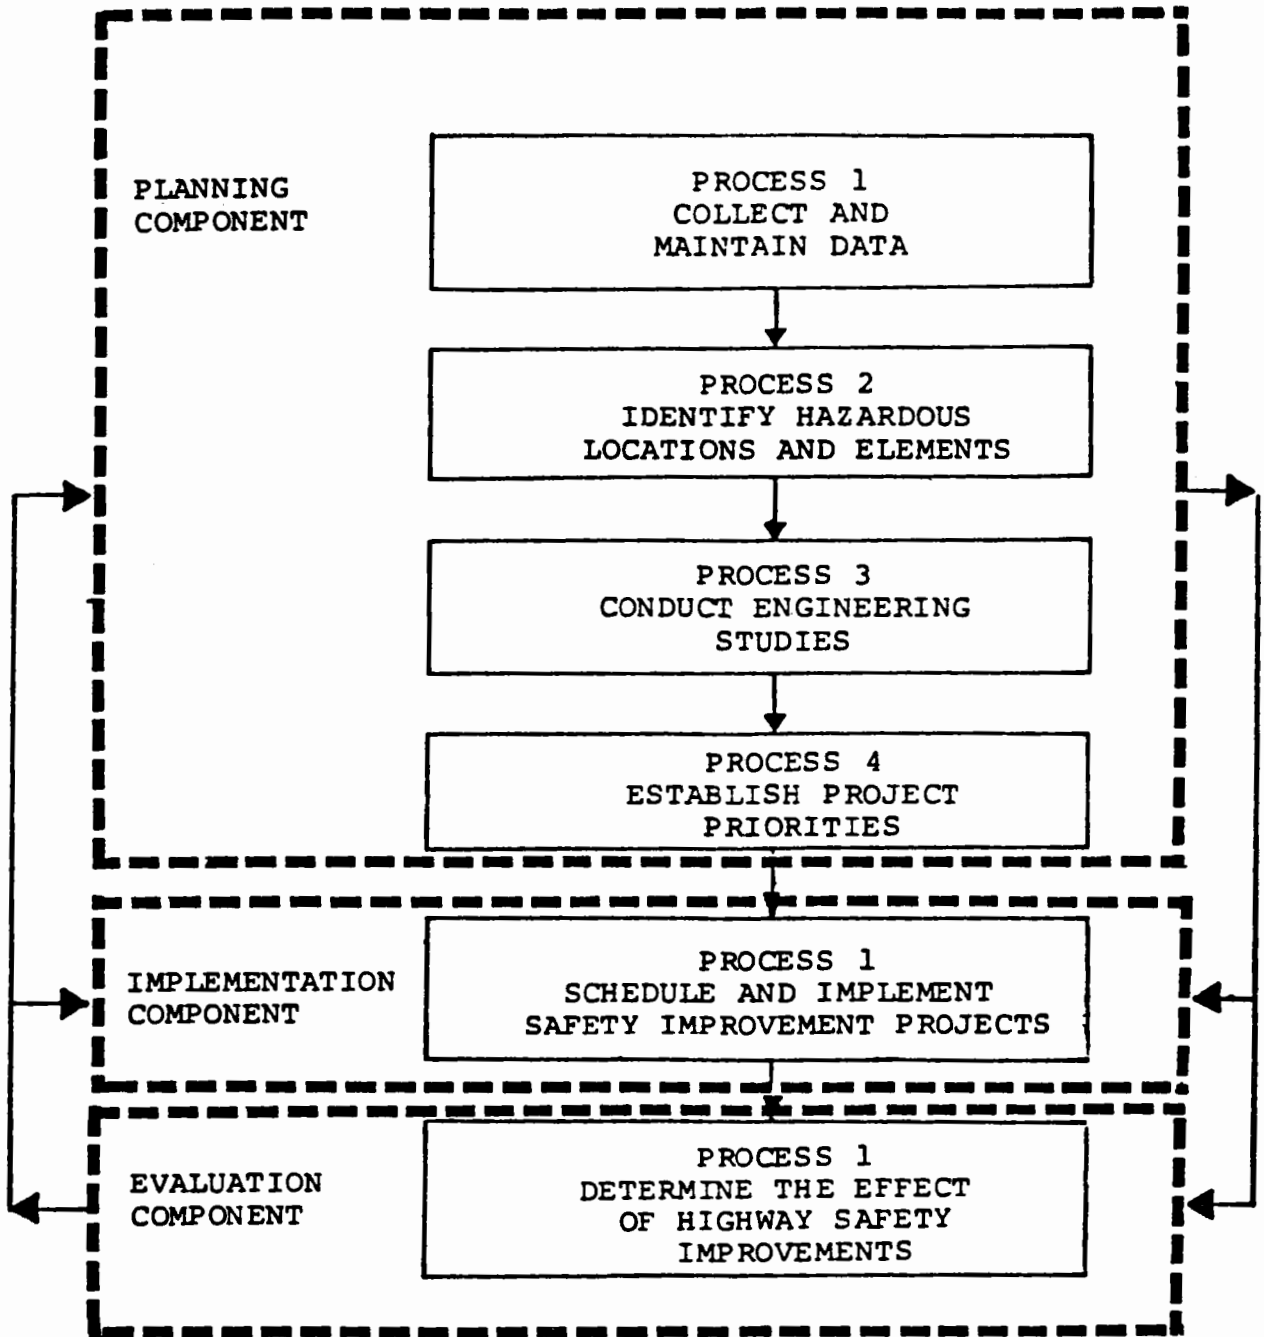 PLANNING
COMPONENT
PROCESS 1
COLLECT AND
MAINTAIN DATA
PROCESS 2
IDENTIFY HAZARDOUS
LOCATIONS AND ELEMENTS
PROCESS 3
CONDUCT ENGINEERING
STUDIES
PROCESS 4
ESTABLISH PROJECT
PRIORITIES
IMPLEMENTATION
COMPONENT
PROCESS 1
SCHEDULE AND IMPLEMENT
SAFETY IMPROVEMENT PROJECTS
EVALUATION
COMPONENT
PROCESS 1
DETERMINE THE EFFECT
OF HIGHWAY SAFETY
IMPROVEMENTS